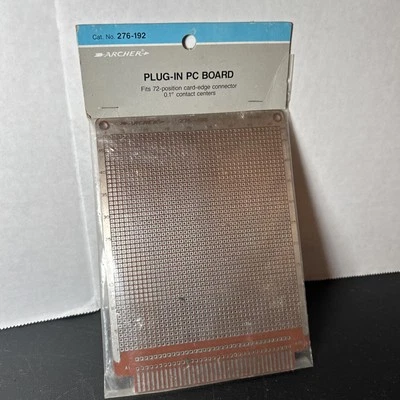 Cat. No. 276-192
ARCHER
PLUG-IN PC BOARD
Fits 72-position card-edge connector
0.1" contact centers